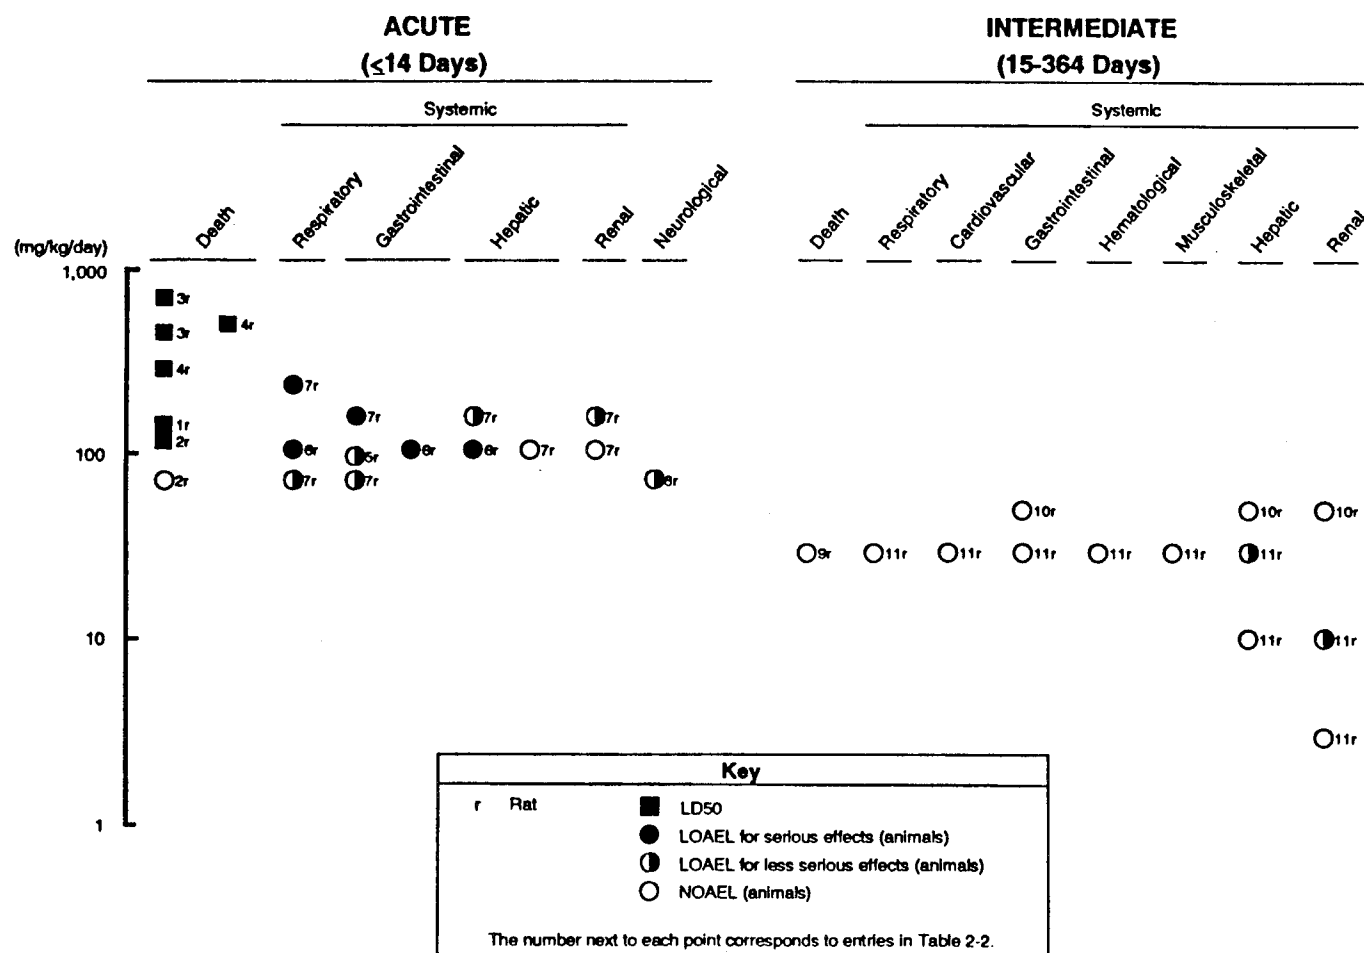 ACUTE
(≤14 Days)
INTERMEDIATE
(15-364 Days)
Systemic
Systemic
Death
Respiratory
Gastrointestinal
Hepatic
Renal
Neurological
Death
Respiratory
Cardiovascular
Gastrointestinal
Hematological
Musculoskeletal
Hepatic
Renal
(mg/kg/day)
1,000
3r
3r 4r
4r
7r
1r 7r 7r 7r
2r
100 6r 5r 6r 6r 7r 7r
2r 7r 7r 6r
10r 10r 10r
9r 11r 11r 11r 11r 11r 11r
10 11r 11r
11r
1
Key
r Rat
LD50
LOAEL for serious effects (animals)
LOAEL for less serious effects (animals)
NOAEL (animals)
The number next to each point corresponds to entries in Table 2-2.